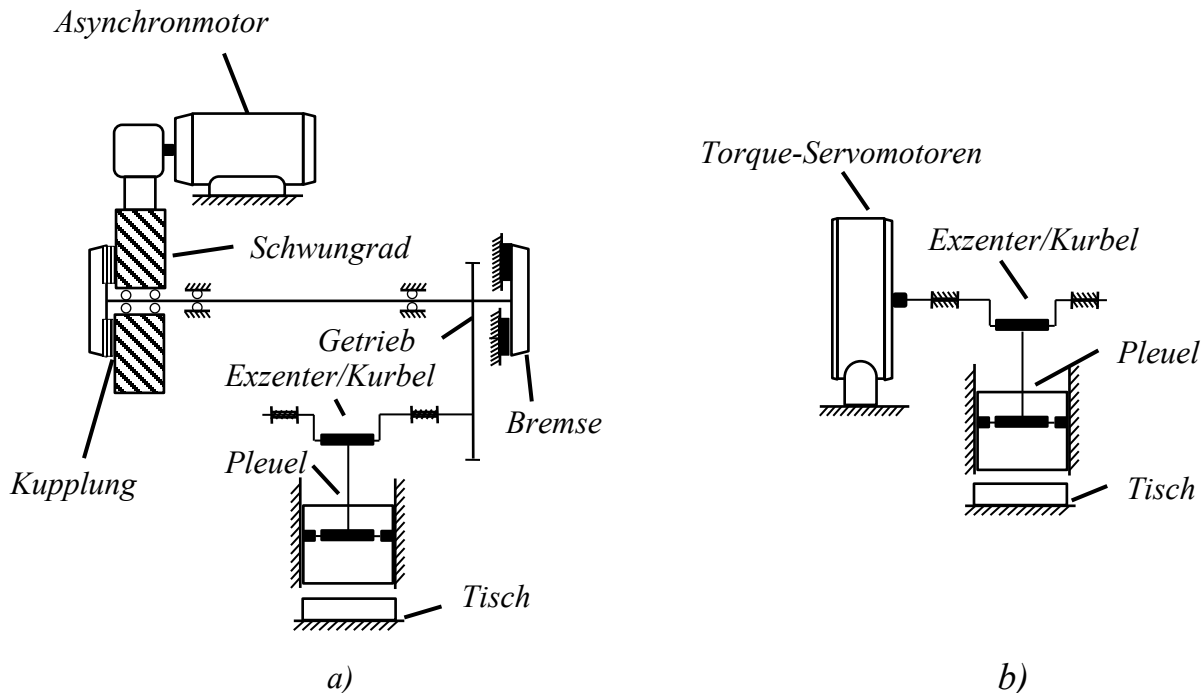 Asynchronmotor
Schwungrad
Getrieb
Exzenter/Kurbel
Bremse
Pleuel
Kupplung
Tisch
a)
Torque-Servomotoren
Exzenter/Kurbel
Pleuel
Tisch
b)